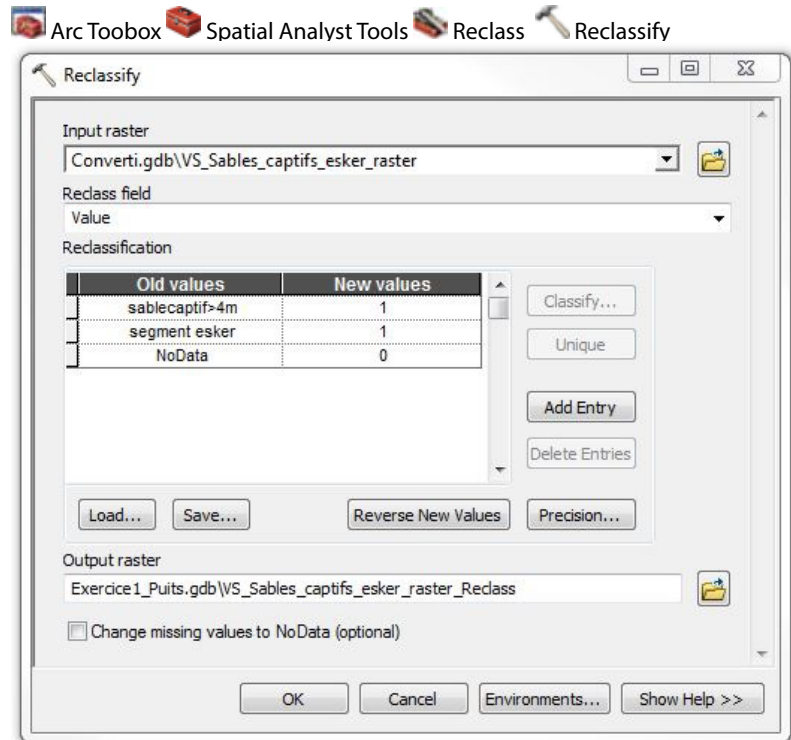 Arc Toobox Spatial Analyst Tools Reclass Reclassify
Reclassify
Input raster
Converti.gdb\VS_Sables_captifs_esker_raster
Reclass field
Value
Reclassification
Old values New values
sablecaptif>4m 1
segment esker 1
NoData 0
Classify...
Unique
Add Entry
Delete Entries
Load... Save... Reverse New Values Precision...
Output raster
Exercice1_Puits.gdb\VS_Sables_captifs_esker_raster_Reclass
Change missing values to NoData (optional)
OK Cancel Environments... Show Help >>